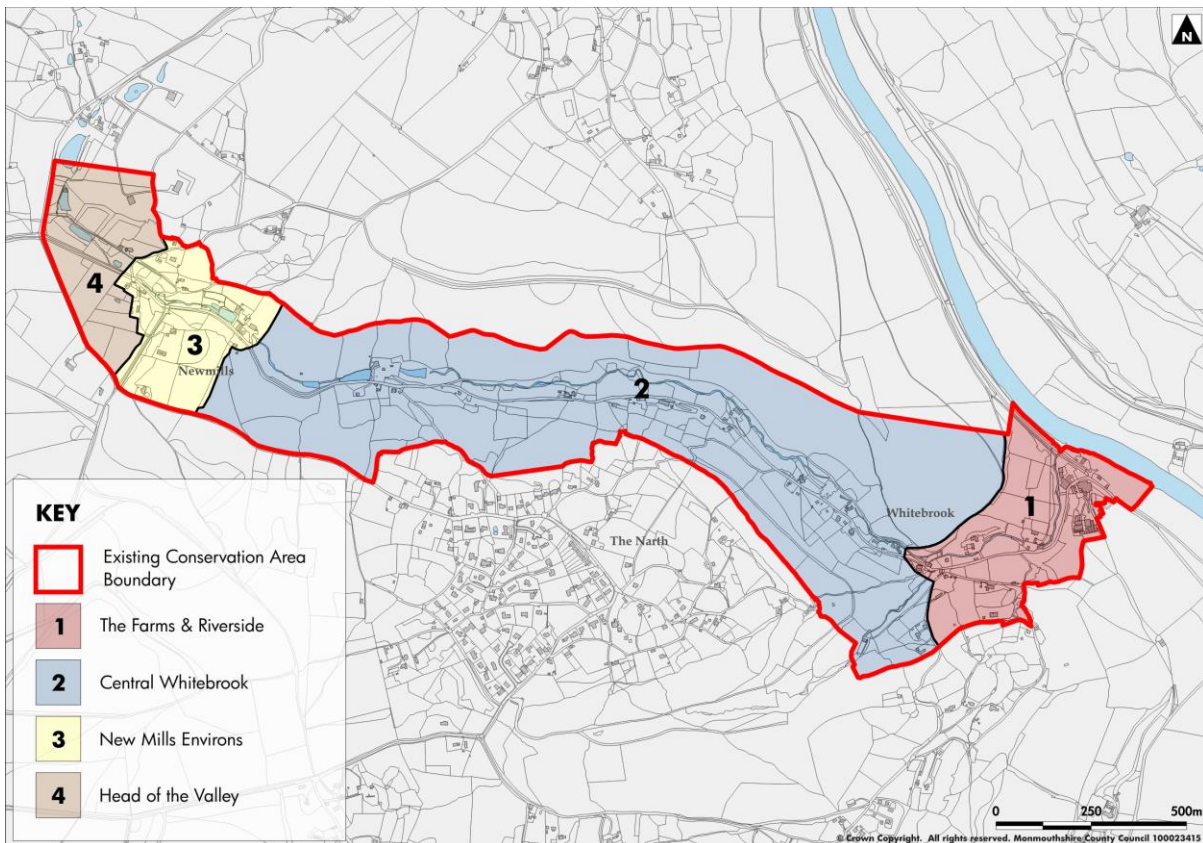 N
4
3
Newmills
2
Whitebrook
1
The Narth
KEY
Existing Conservation Area
Boundary
1 The Farms & Riverside
2 Central Whitebrook
3 New Mills Environs
4 Head of the Valley
0 250 500m
© Crown Copyright. All rights reserved. Monmouthshire County Council 100023415